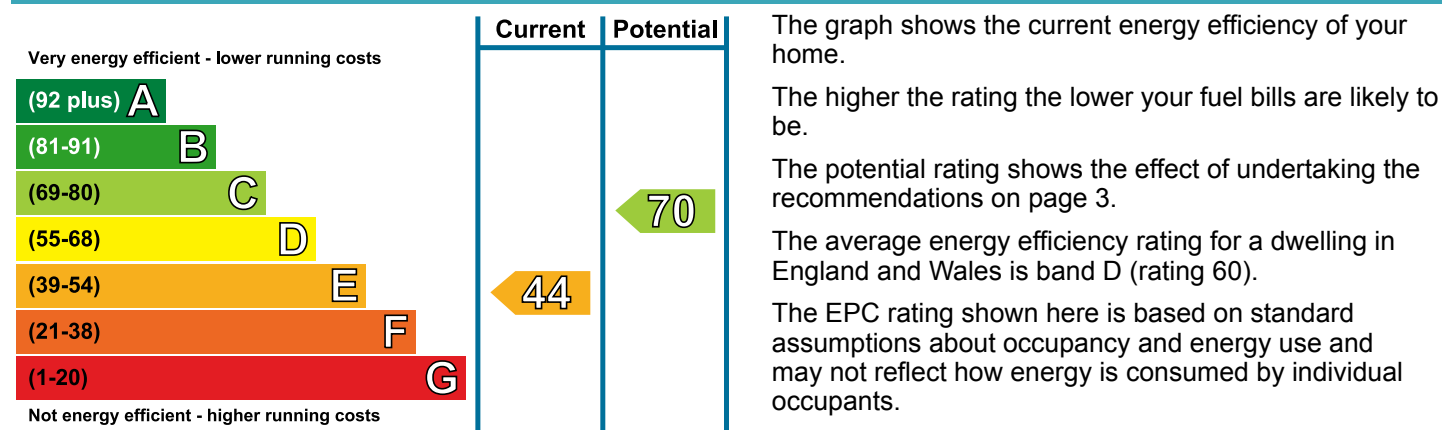 Current Potential
Very energy efficient - lower running costs
(92 plus) A
(81-91) B
(69-80) C
(55-68) D
(39-54) E
(21-38) F
(1-20) G
Not energy efficient - higher running costs
70
44
The graph shows the current energy efficiency of your
home.
The higher the rating the lower your fuel bills are likely to
be.
The potential rating shows the effect of undertaking the
recommendations on page 3.
The average energy efficiency rating for a dwelling in
England and Wales is band D (rating 60).
The EPC rating shown here is based on standard
assumptions about occupancy and energy use and
may not reflect how energy is consumed by individual
occupants.